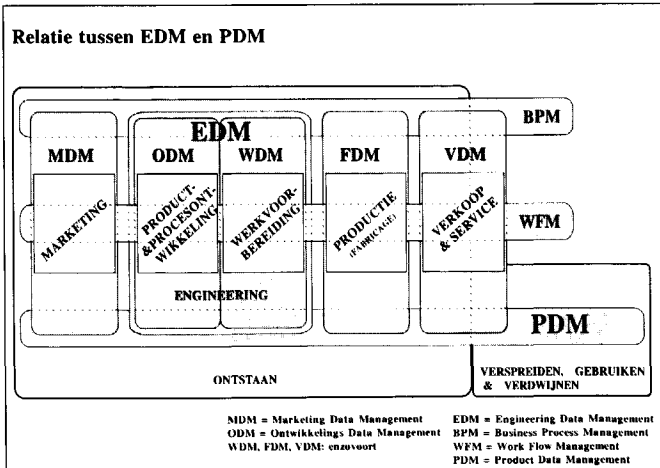 Relatie tussen EDM en PDM
BPM
EDM
MDM
ODM
WDM
FDM
VDM
MARKETING
PRODUCT-
&PROCESONT-
WIKKELING
WERKVOOR-
BEREIDING
PRODUCTIE
(FABRICAGE)
VERKOOP
& SERVICE
WFM
ENGINEERING
PDM
ONTSTAAN
VERSPREIDEN, GEBRUIKEN
& VERDWIJNEN
MDM = Marketing Data Management
ODM = Ontwikkelings Data Management
WDM, FDM, VDM: enzovoort
EDM = Engineering Data Management
BPM = Business Process Management
WFM = Work Flow Management
PDM = Product Data Management